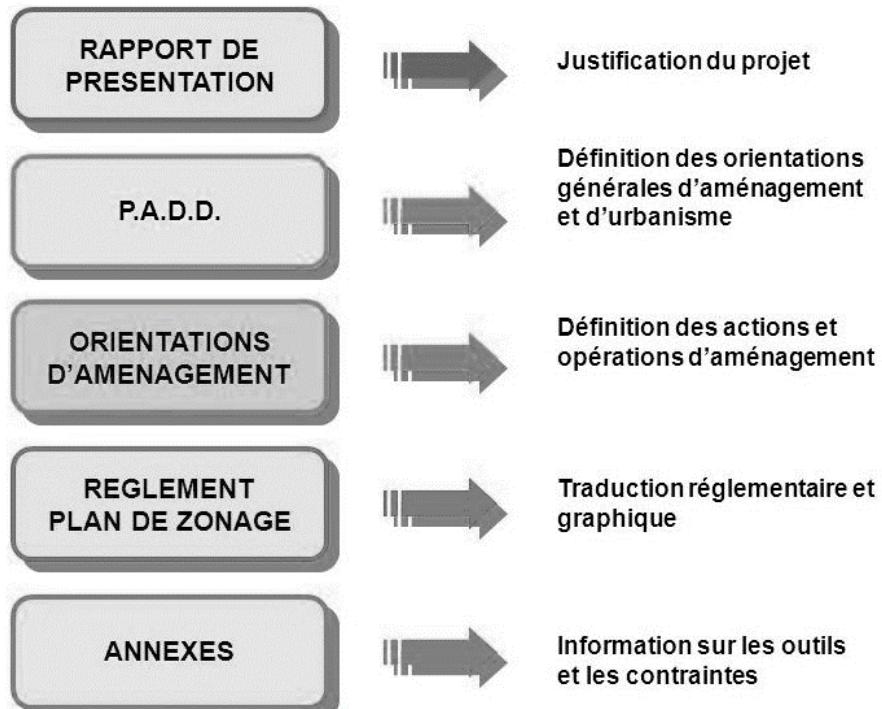 RAPPORT DE
PRESENTATION
Justification du projet
P.A.D.D.
Définition des orientations
générales d'aménagement
et d'urbanisme
ORIENTATIONS
D'AMENAGEMENT
Définition des actions et
opérations d'aménagement
REGLEMENT
PLAN DE ZONAGE
Traduction réglementaire et
graphique
ANNEXES
Information sur les outils
et les contraintes